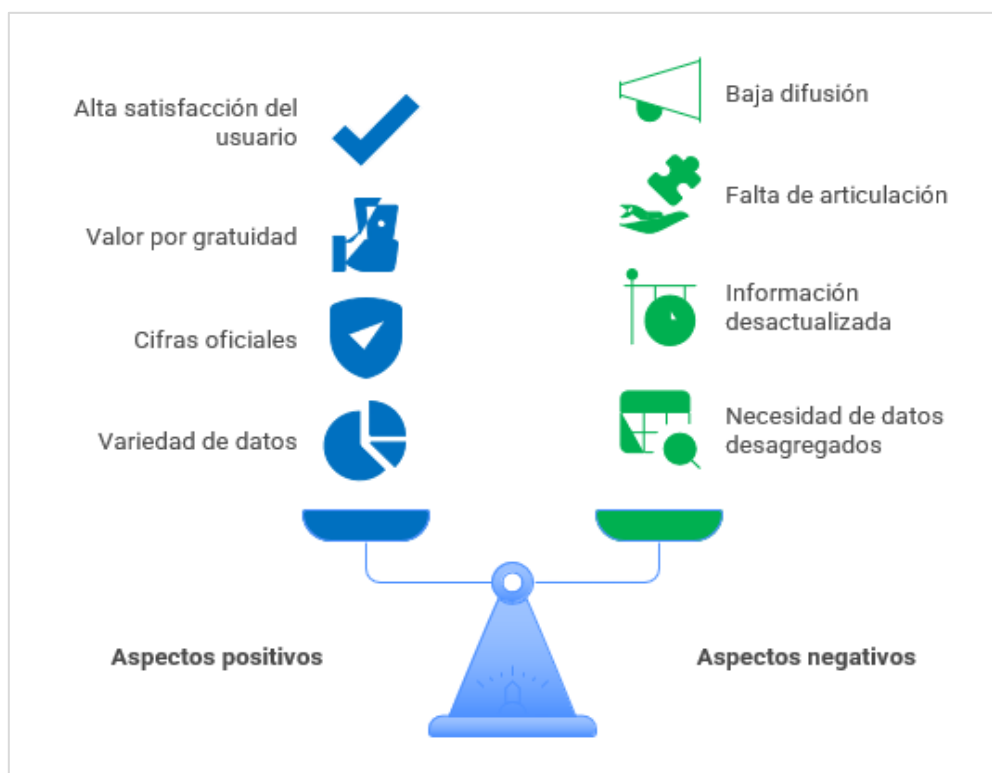 Alta satisfacción del
usuario
Valor por gratuidad
Cifras oficiales
Variedad de datos
Baja difusión
Falta de articulación
Información
desactualizada
Necesidad de datos
desagregados
Aspectos positivos
Aspectos negativos